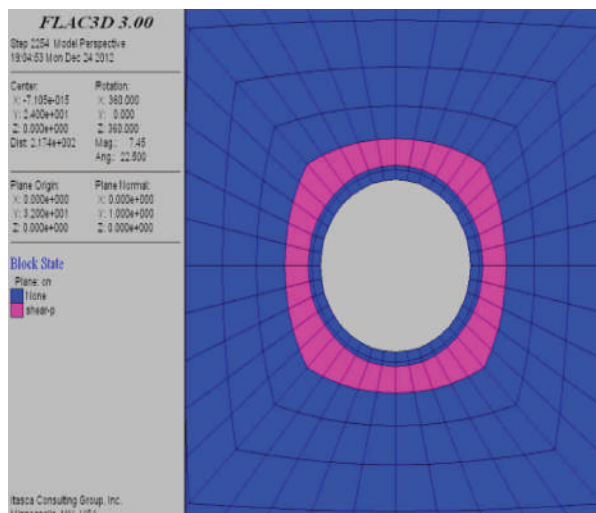 FLAC3D 3.00
Step 2254 Model Perspective
19:04:53 Mon Dec 24 2012
Center:
X: -7.105e-015
Y: 2.400e+001
Z: 0.000e+000
Dist: 2.174e+002
Rotation:
X: 360.000
Y: 0.000
Z: 360.000
Mag.: 7.45
Ang.: 22.500
Plane Origin:
X: 0.000e+000
Y: 3.200e+001
Z: 0.000e+000
Plane Normal:
X: 0.000e+000
Y: 1.000e+000
Z: 0.000e+000
Block State
Plane: on
None
shear-p
Itasca Consulting Group, Inc.
Minneapolis, MN USA